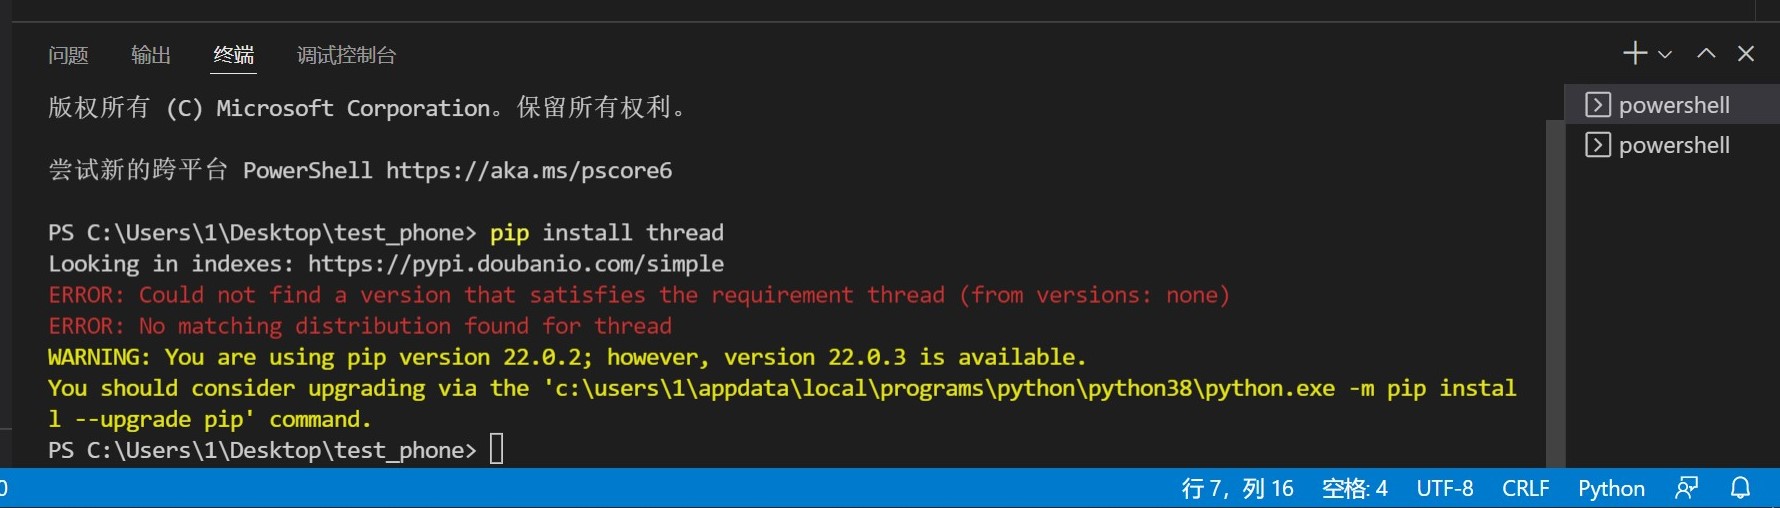 问题 输出 终端 调试控制台
版权所有 (C) Microsoft Corporation。保留所有权利。
powershell
尝试新的跨平台 PowerShell https://aka.ms/pscore6
powershell
PS C:\Users\1\Desktop\test_phone> pip install thread
Looking in indexes: https://pypi.doubanio.com/simple
ERROR: Could not find a version that satisfies the requirement thread (from versions: none)
ERROR: No matching distribution found for thread
WARNING: You are using pip version 22.0.2; however, version 22.0.3 is available.
You should consider upgrading via the 'c:\users\1\appdata\local\programs\python\python38\python.exe -m pip instal
l --upgrade pip' command.
PS C:\Users\1\Desktop\test_phone>
0 行 7，列 16 空格: 4 UTF-8 CRLF Python